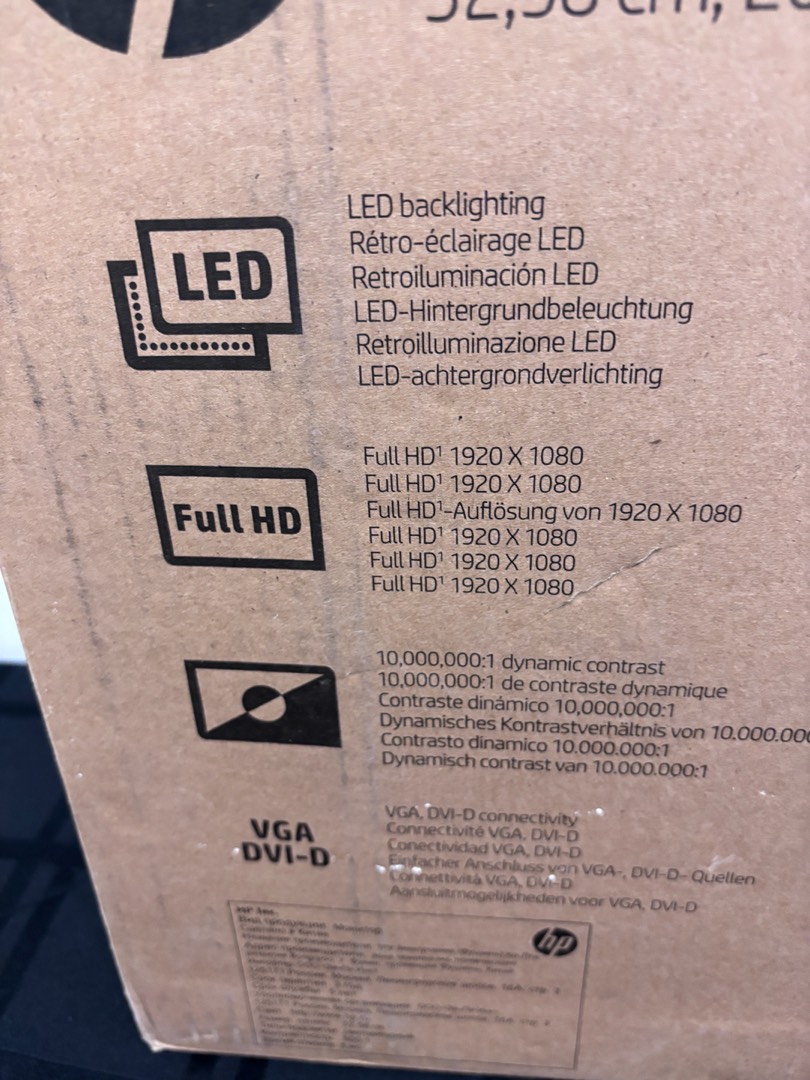 LED
LED backlighting
Rétro-éclairage LED
Retroiluminación LED
LED-Hintergrundbeleuchtung
Retroilluminazione LED
LED-achtergrondverlichting
Full HD
Full HD¹ 1920 X 1080
Full HD¹ 1920 X 1080
Full HD¹-Auflösung von 1920 X 1080
Full HD¹ 1920 X 1080
Full HD¹ 1920 X 1080
Full HD¹ 1920 X 1080
10,000,000:1 dynamic contrast
10,000,000:1 de contraste dynamique
Contraste dinámico 10,000,000:1
Dynamisches Kontrastverhältnis von
Contrasto dinamico 10.000.000:1
Dynamisch contrast van 10.000.000:1
VGA
DVI-D
VGA, DVI-D connectivity
Connectivité VGA, DVI-D
Conectividad VGA, DVI-D
Einfacher Anschluss von VGA-, DVI-D- Quellen
Connettività VGA, DVI-D
Aansluitmogelijkheden voor VGA, DVI-D
HP Inc.
hp